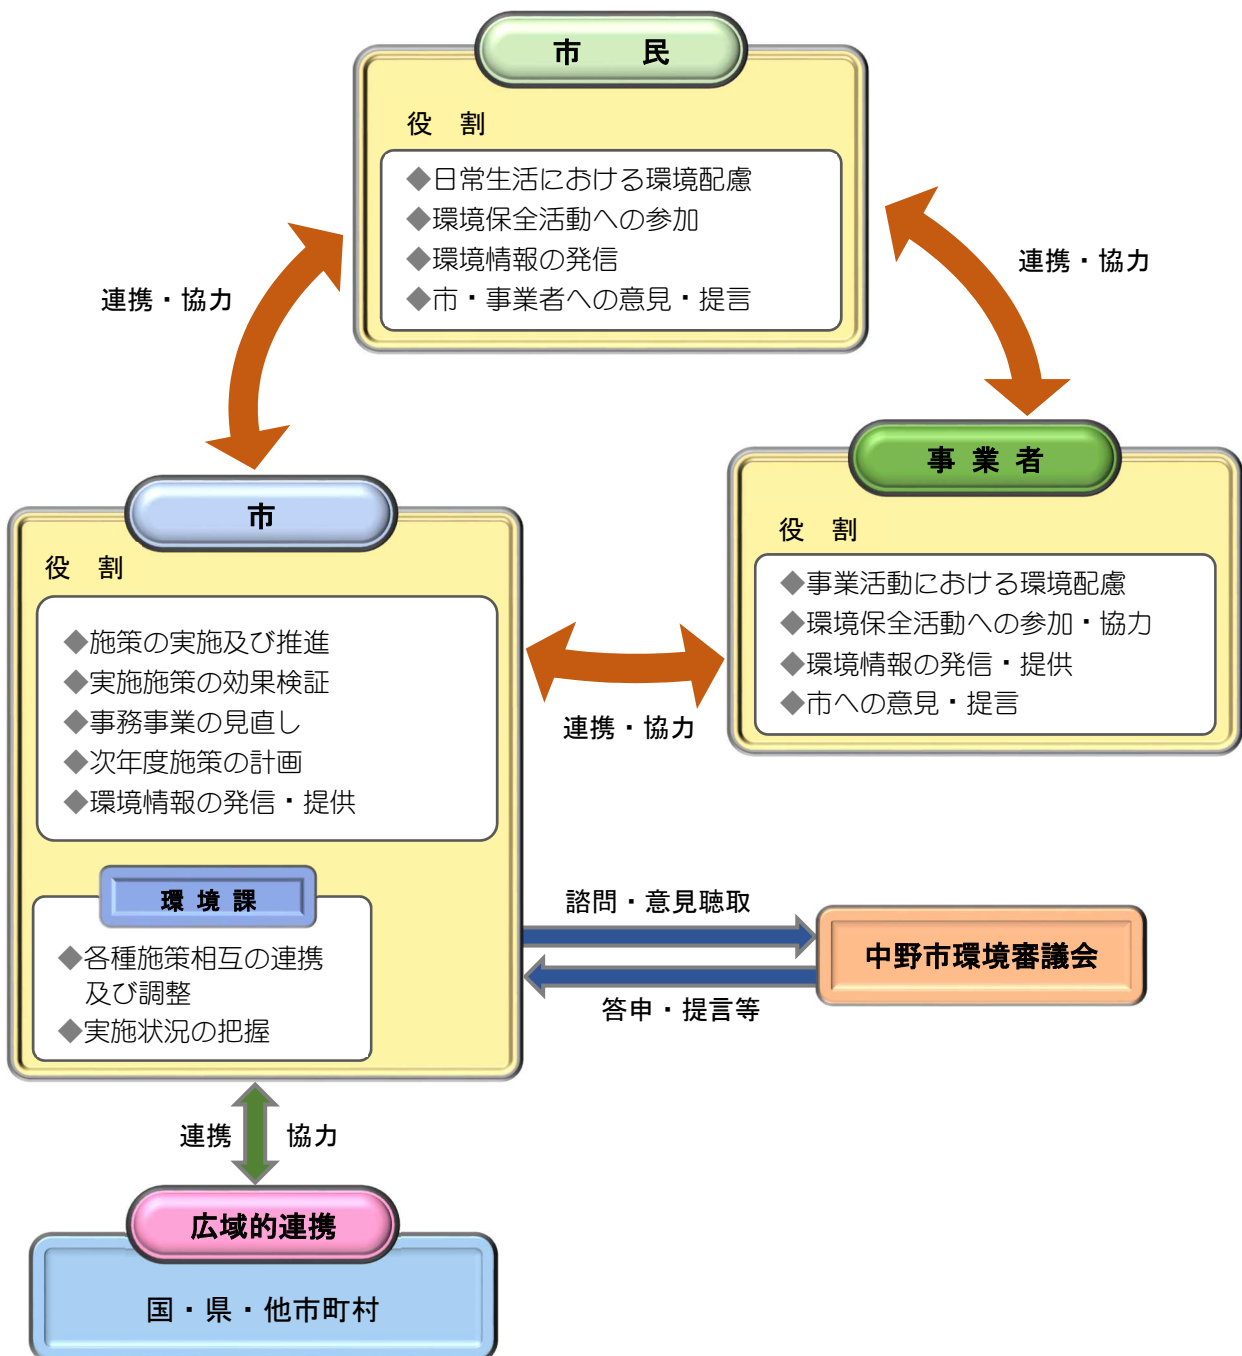 市　民
役　割
◆日常生活における環境配慮
◆環境保全活動への参加
◆環境情報の発信
◆市・事業者への意見・提言
連携・協力
連携・協力
市
役　割
◆施策の実施及び推進
◆実施施策の効果検証
◆事務事業の見直し
◆次年度施策の計画
◆環境情報の発信・提供
環境課
◆各種施策相互の連携
及び調整
◆実施状況の把握
事業者
役　割
◆事業活動における環境配慮
◆環境保全活動への参加・協力
◆環境情報の発信・提供
◆市への意見・提言
連携・協力
諮問・意見聴取
中野市環境審議会
答申・提言等
連携　協力
広域的連携
国・県・他市町村